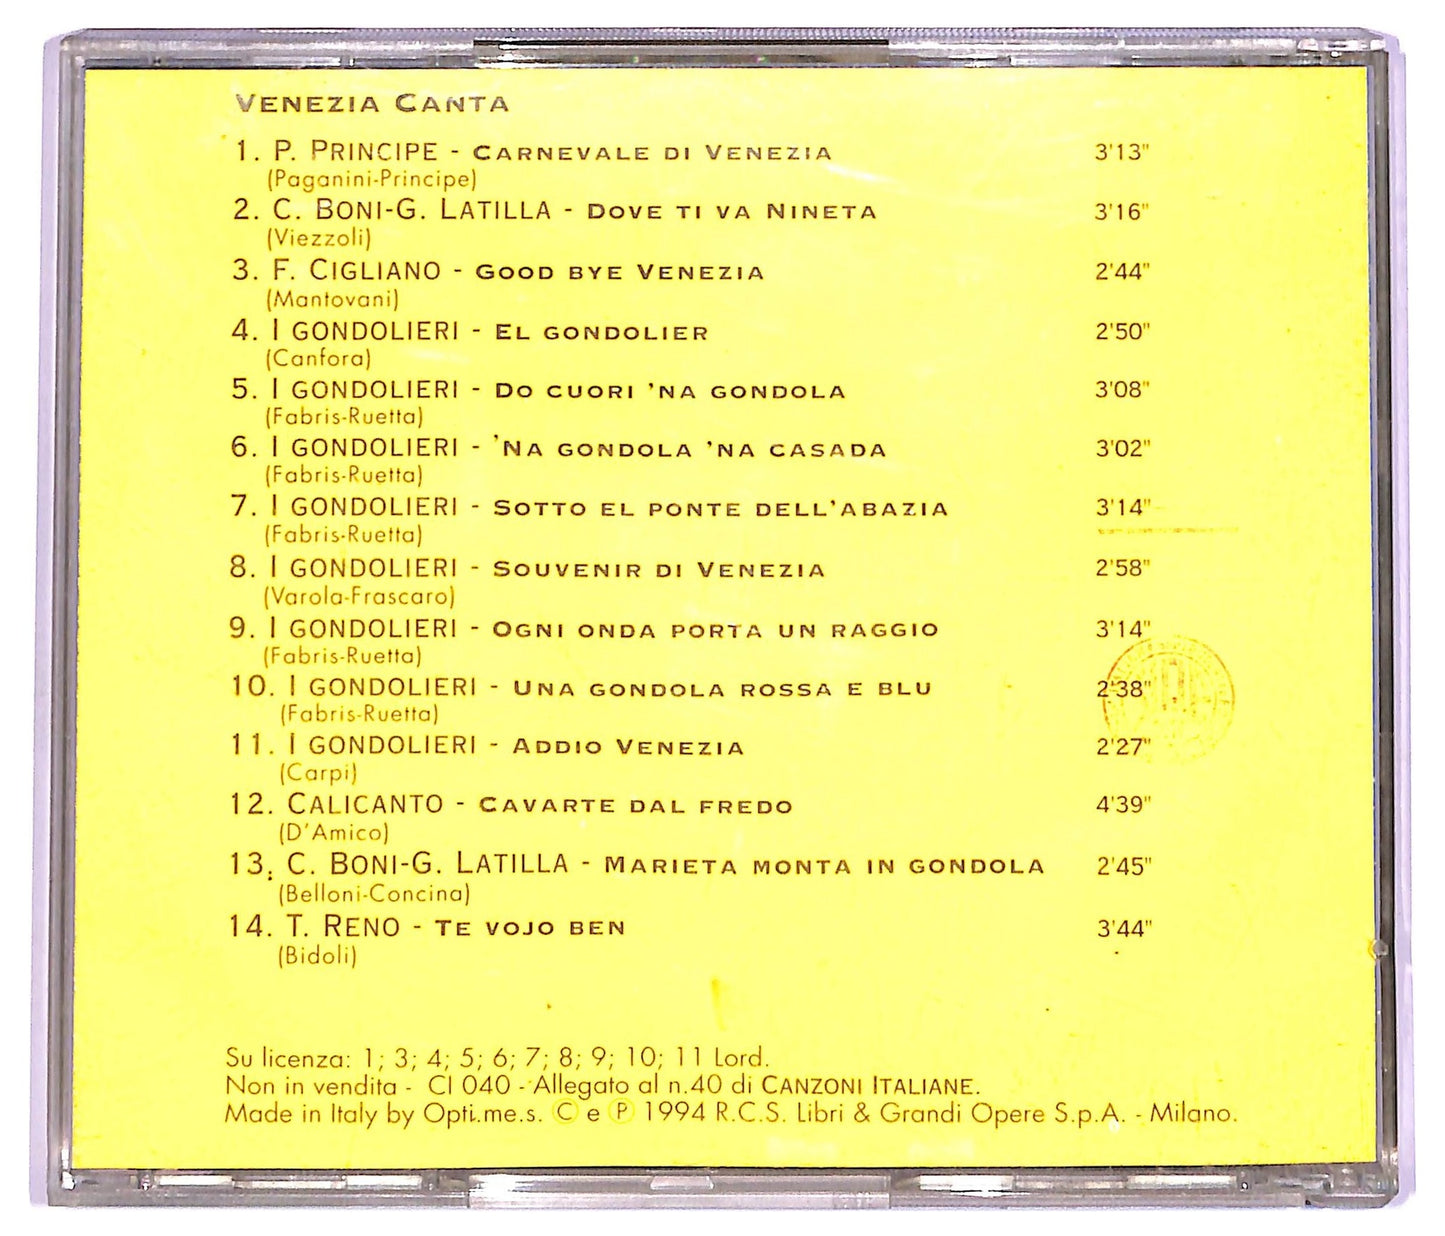 VENEZIA CANTA
1. P. PRINCIPE - CARNEVALE DI VENEZIA 3'13"
(Paganini-Principe)
2. C. BONI-G. LATILLA - DOVE TI VA NINETA 3'16"
(Viezzoli)
3. F. CIGLIANO - GOOD BYE VENEZIA 2'44"
(Mantovani)
4. I GONDOLIERI - EL GONDOLIER 2'50"
(Canfora)
5. I GONDOLIERI - DO CUORI 'NA GONDOLA 3'08"
(Fabris-Ruetta)
6. I GONDOLIERI - 'NA GONDOLA 'NA CASADA 3'02"
(Fabris-Ruetta)
7. I GONDOLIERI - SOTTO EL PONTE DELL'ABAZIA 3'14"
(Fabris-Ruetta)
8. I GONDOLIERI - SOUVENIR DI VENEZIA 2'58"
(Varola-Frascaro)
9. I GONDOLIERI - OGNI ONDA PORTA UN RAGGIO 3'14"
(Fabris-Ruetta)
10. I GONDOLIERI - UNA GONDOLA ROSSA E BLU 2'38"
(Fabris-Ruetta)
11. I GONDOLIERI - ADDIO VENEZIA 2'27"
(Carpi)
12. CALICANTO - CAVARTE DAL FREDO 4'39"
(D'Amico)
13. C. BONI-G. LATILLA - MARIETA MONTA IN GONDOLA 2'45"
(Belloni-Concina)
14. T. RENO - TE VOJO BEN 3'44"
(Bidoli)
Su licenza: 1; 3; 4; 5; 6; 7; 8; 9; 10; 11 Lord.
Non in vendita - CI 040 - Allegato al n.40 di CANZONI ITALIANE.
Made in Italy by Opti.me.s. © e ℗ 1994 R.C.S. Libri & Grandi Opere S.p.A. - Milano.